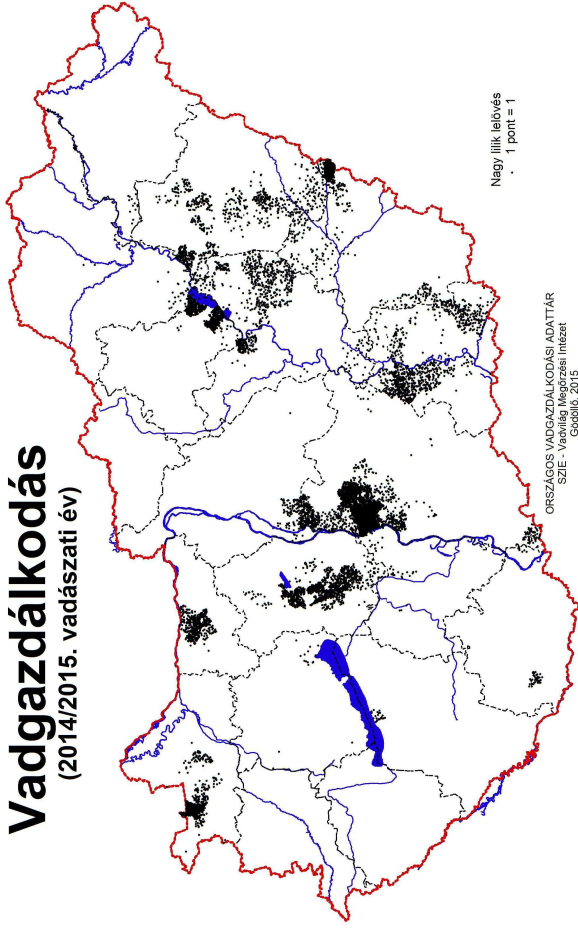 Vadgazdálkodás
(2014/2015. vadászati év)
Nagy lilik lelövés
· 1 pont = 1
ORSZÁGOS VADGAZDÁLKODÁSI ADATTÁR
SZIE - Vadvilág Megőrzési Intézet
Gödöllő, 2015